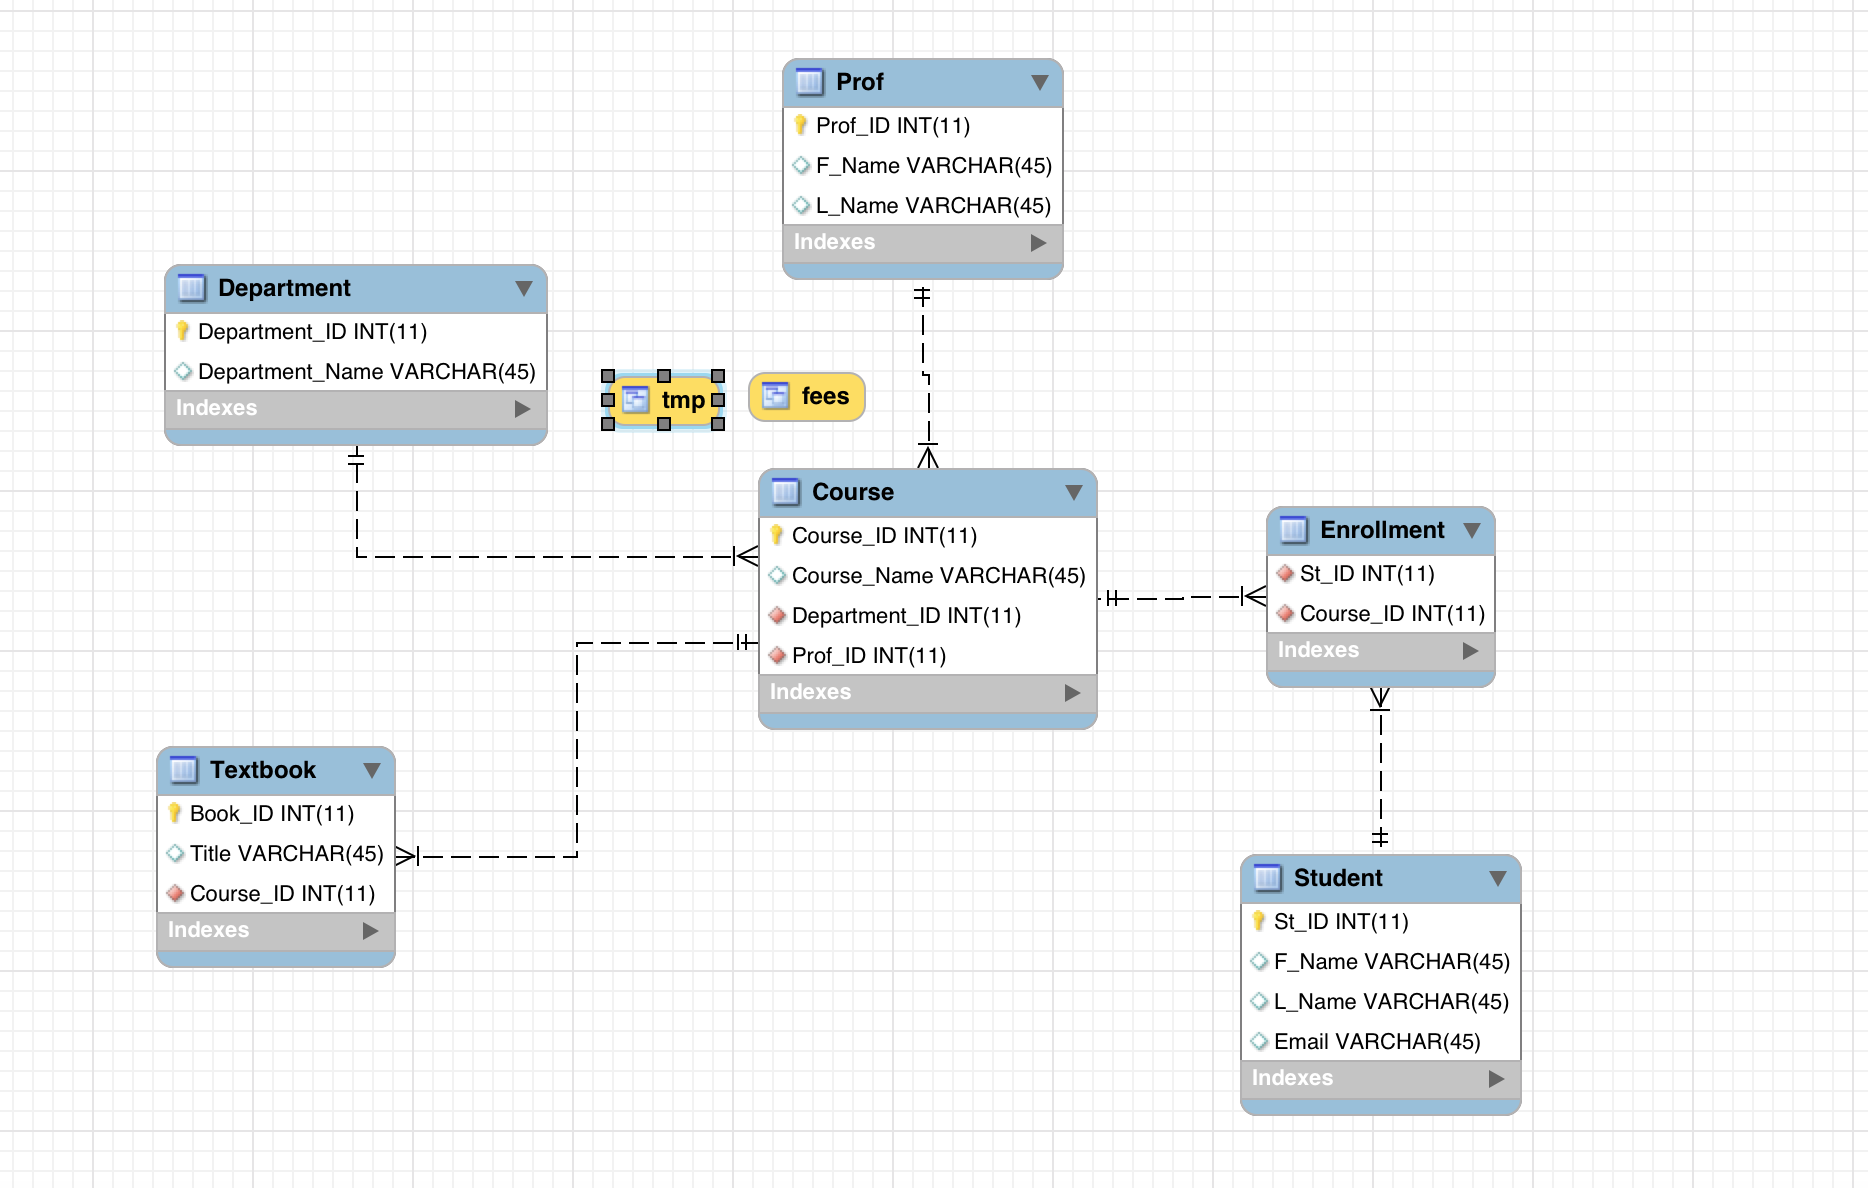 Prof
Prof_ID INT(11)
F_Name VARCHAR(45)
L_Name VARCHAR(45)
Indexes
Department
Department_ID INT(11)
Department_Name VARCHAR(45)
Indexes
tmp
fees
Course
Course_ID INT(11)
Course_Name VARCHAR(45)
Department_ID INT(11)
Prof_ID INT(11)
Indexes
Enrollment
St_ID INT(11)
Course_ID INT(11)
Indexes
Textbook
Book_ID INT(11)
Title VARCHAR(45)
Course_ID INT(11)
Indexes
Student
St_ID INT(11)
F_Name VARCHAR(45)
L_Name VARCHAR(45)
Email VARCHAR(45)
Indexes